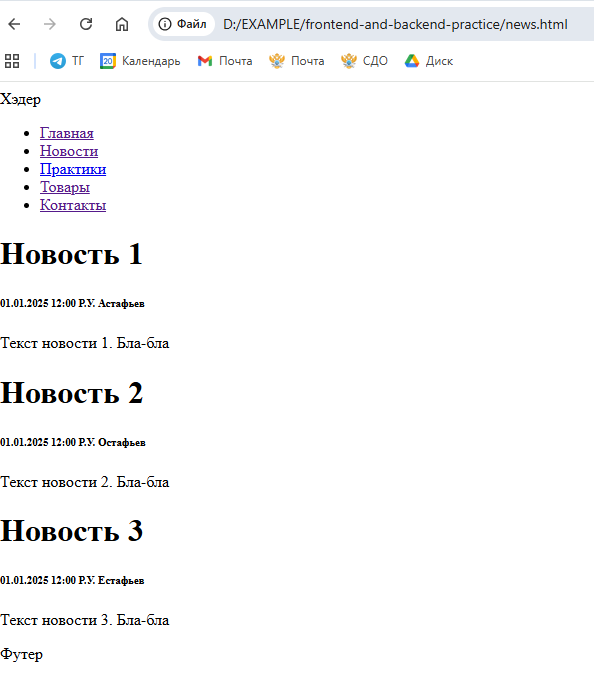 Файл D:/EXAMPLE/frontend-and-backend-practice/news.html
ТГ 20 Календарь Почта Почта СДО Диск
Хэдер
Главная
Новости
Практики
Товары
Контакты
Новость 1
01.01.2025 12:00 Р.У. Астафьев
Текст новости 1. Бла-бла
Новость 2
01.01.2025 12:00 Р.У. Остафьев
Текст новости 2. Бла-бла
Новость 3
01.01.2025 12:00 Р.У. Естафьев
Текст новости 3. Бла-бла
Футер